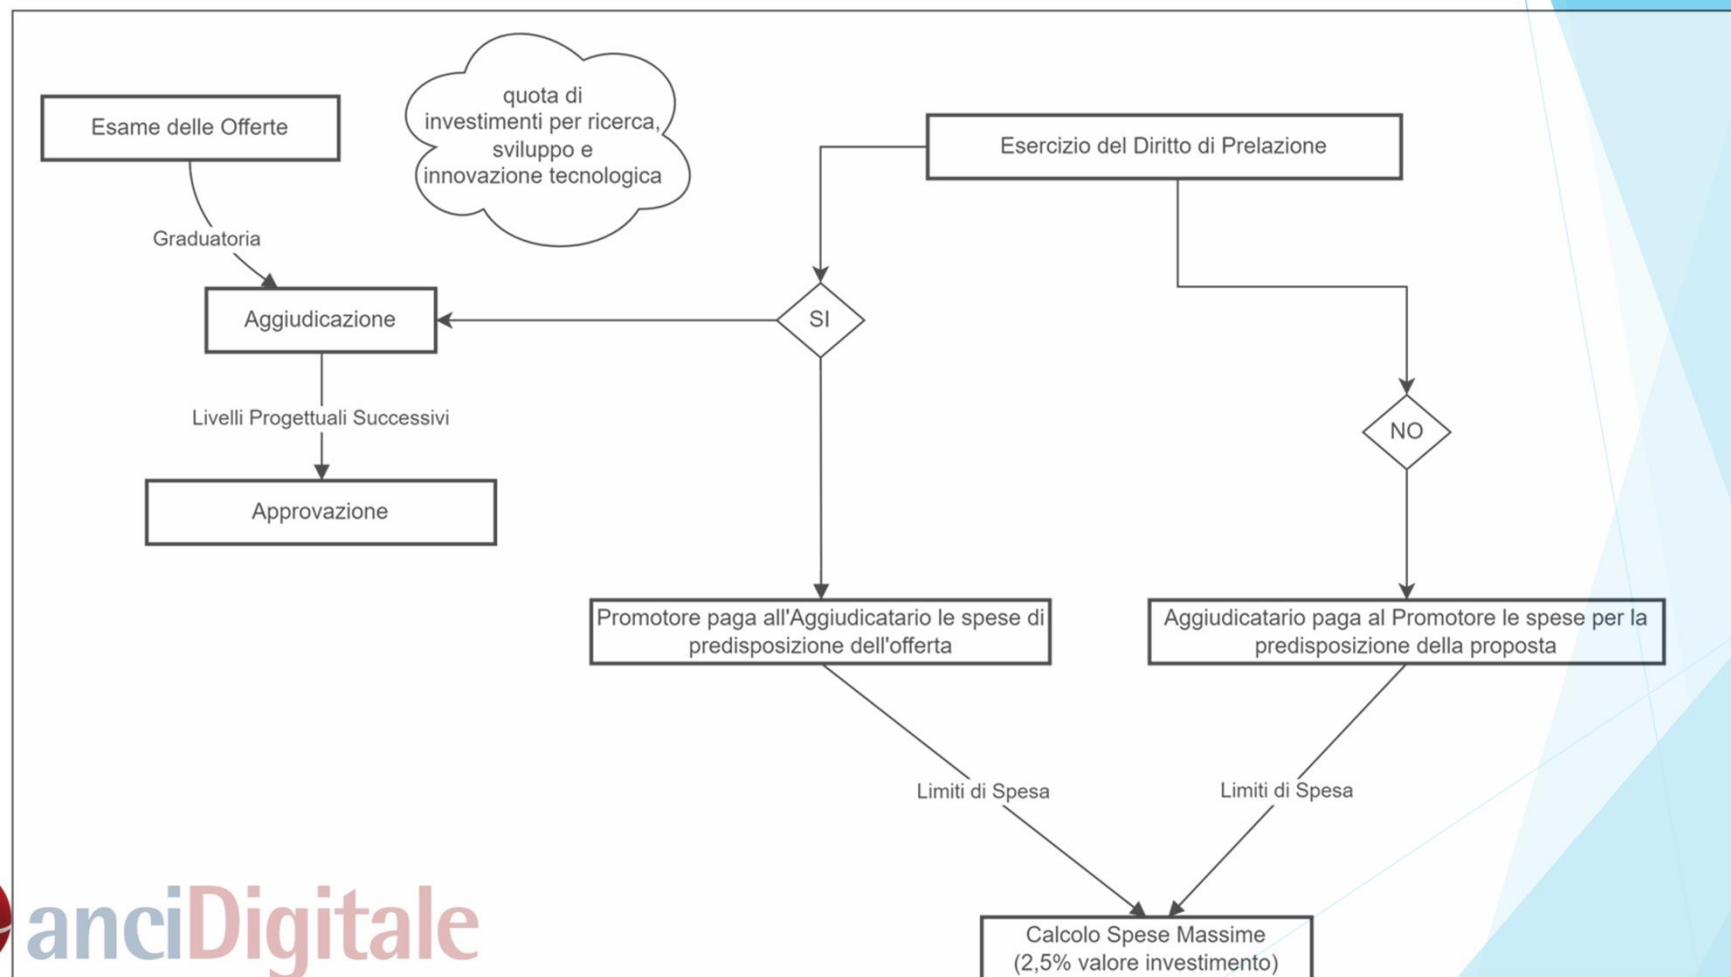 Esame delle Offerte
quota di
investimenti per ricerca,
sviluppo e
innovazione tecnologica
Esercizio del Diritto di Prelazione
Graduatoria
Aggiudicazione
SI
Livelli Progettuali Successivi
NO
Approvazione
Promotore paga all'Aggiudicatario le spese di
predisposizione dell'offerta
Aggiudicatario paga al Promotore le spese per la
predisposizione della proposta
Limiti di Spesa
Limiti di Spesa
Calcolo Spese Massime
(2,5% valore investimento)
anciDigitale